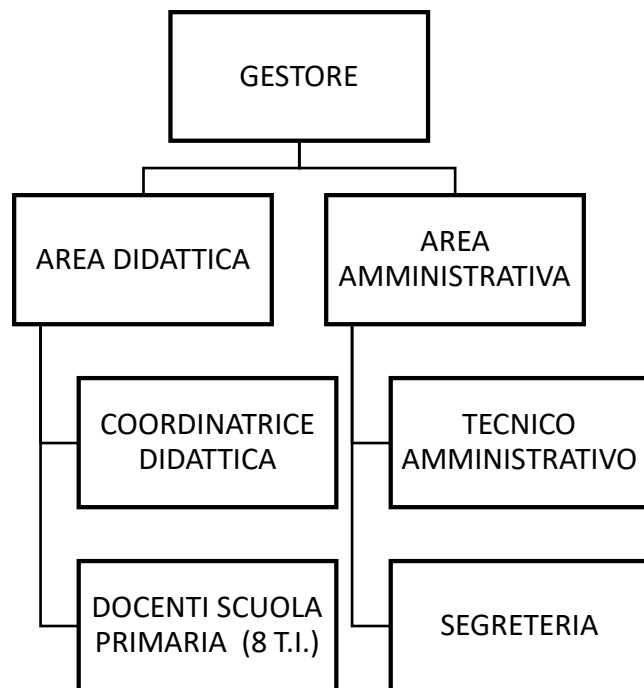 GESTORE
AREA DIDATTICA
AREA
AMMINISTRATIVA
COORDINATRICE
DIDATTICA
TECNICO
AMMINISTRATIVO
DOCENTI SCUOLA
PRIMARIA (8 T.I.)
SEGRETERIA